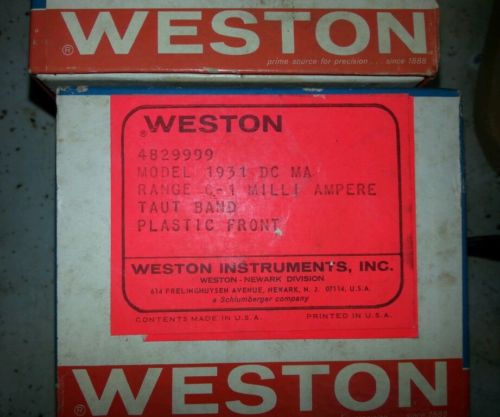 ® WESTON
prime source for precision... since 1888
® WESTON
4829999
MODEL 1931 DC MA
RANGE 0-1 MILLI AMPERE
TAUT BAND
PLASTIC FRONT
WESTON INSTRUMENTS, INC.
WESTON - NEWARK DIVISION
614 FRELINGHUYSEN AVENUE, NEWARK, N. J. 07114, U.S.A.
a Schlumberger company
CONTENTS MADE IN U.S.A.
PRINTED IN U.S.A.
® WESTON
1888